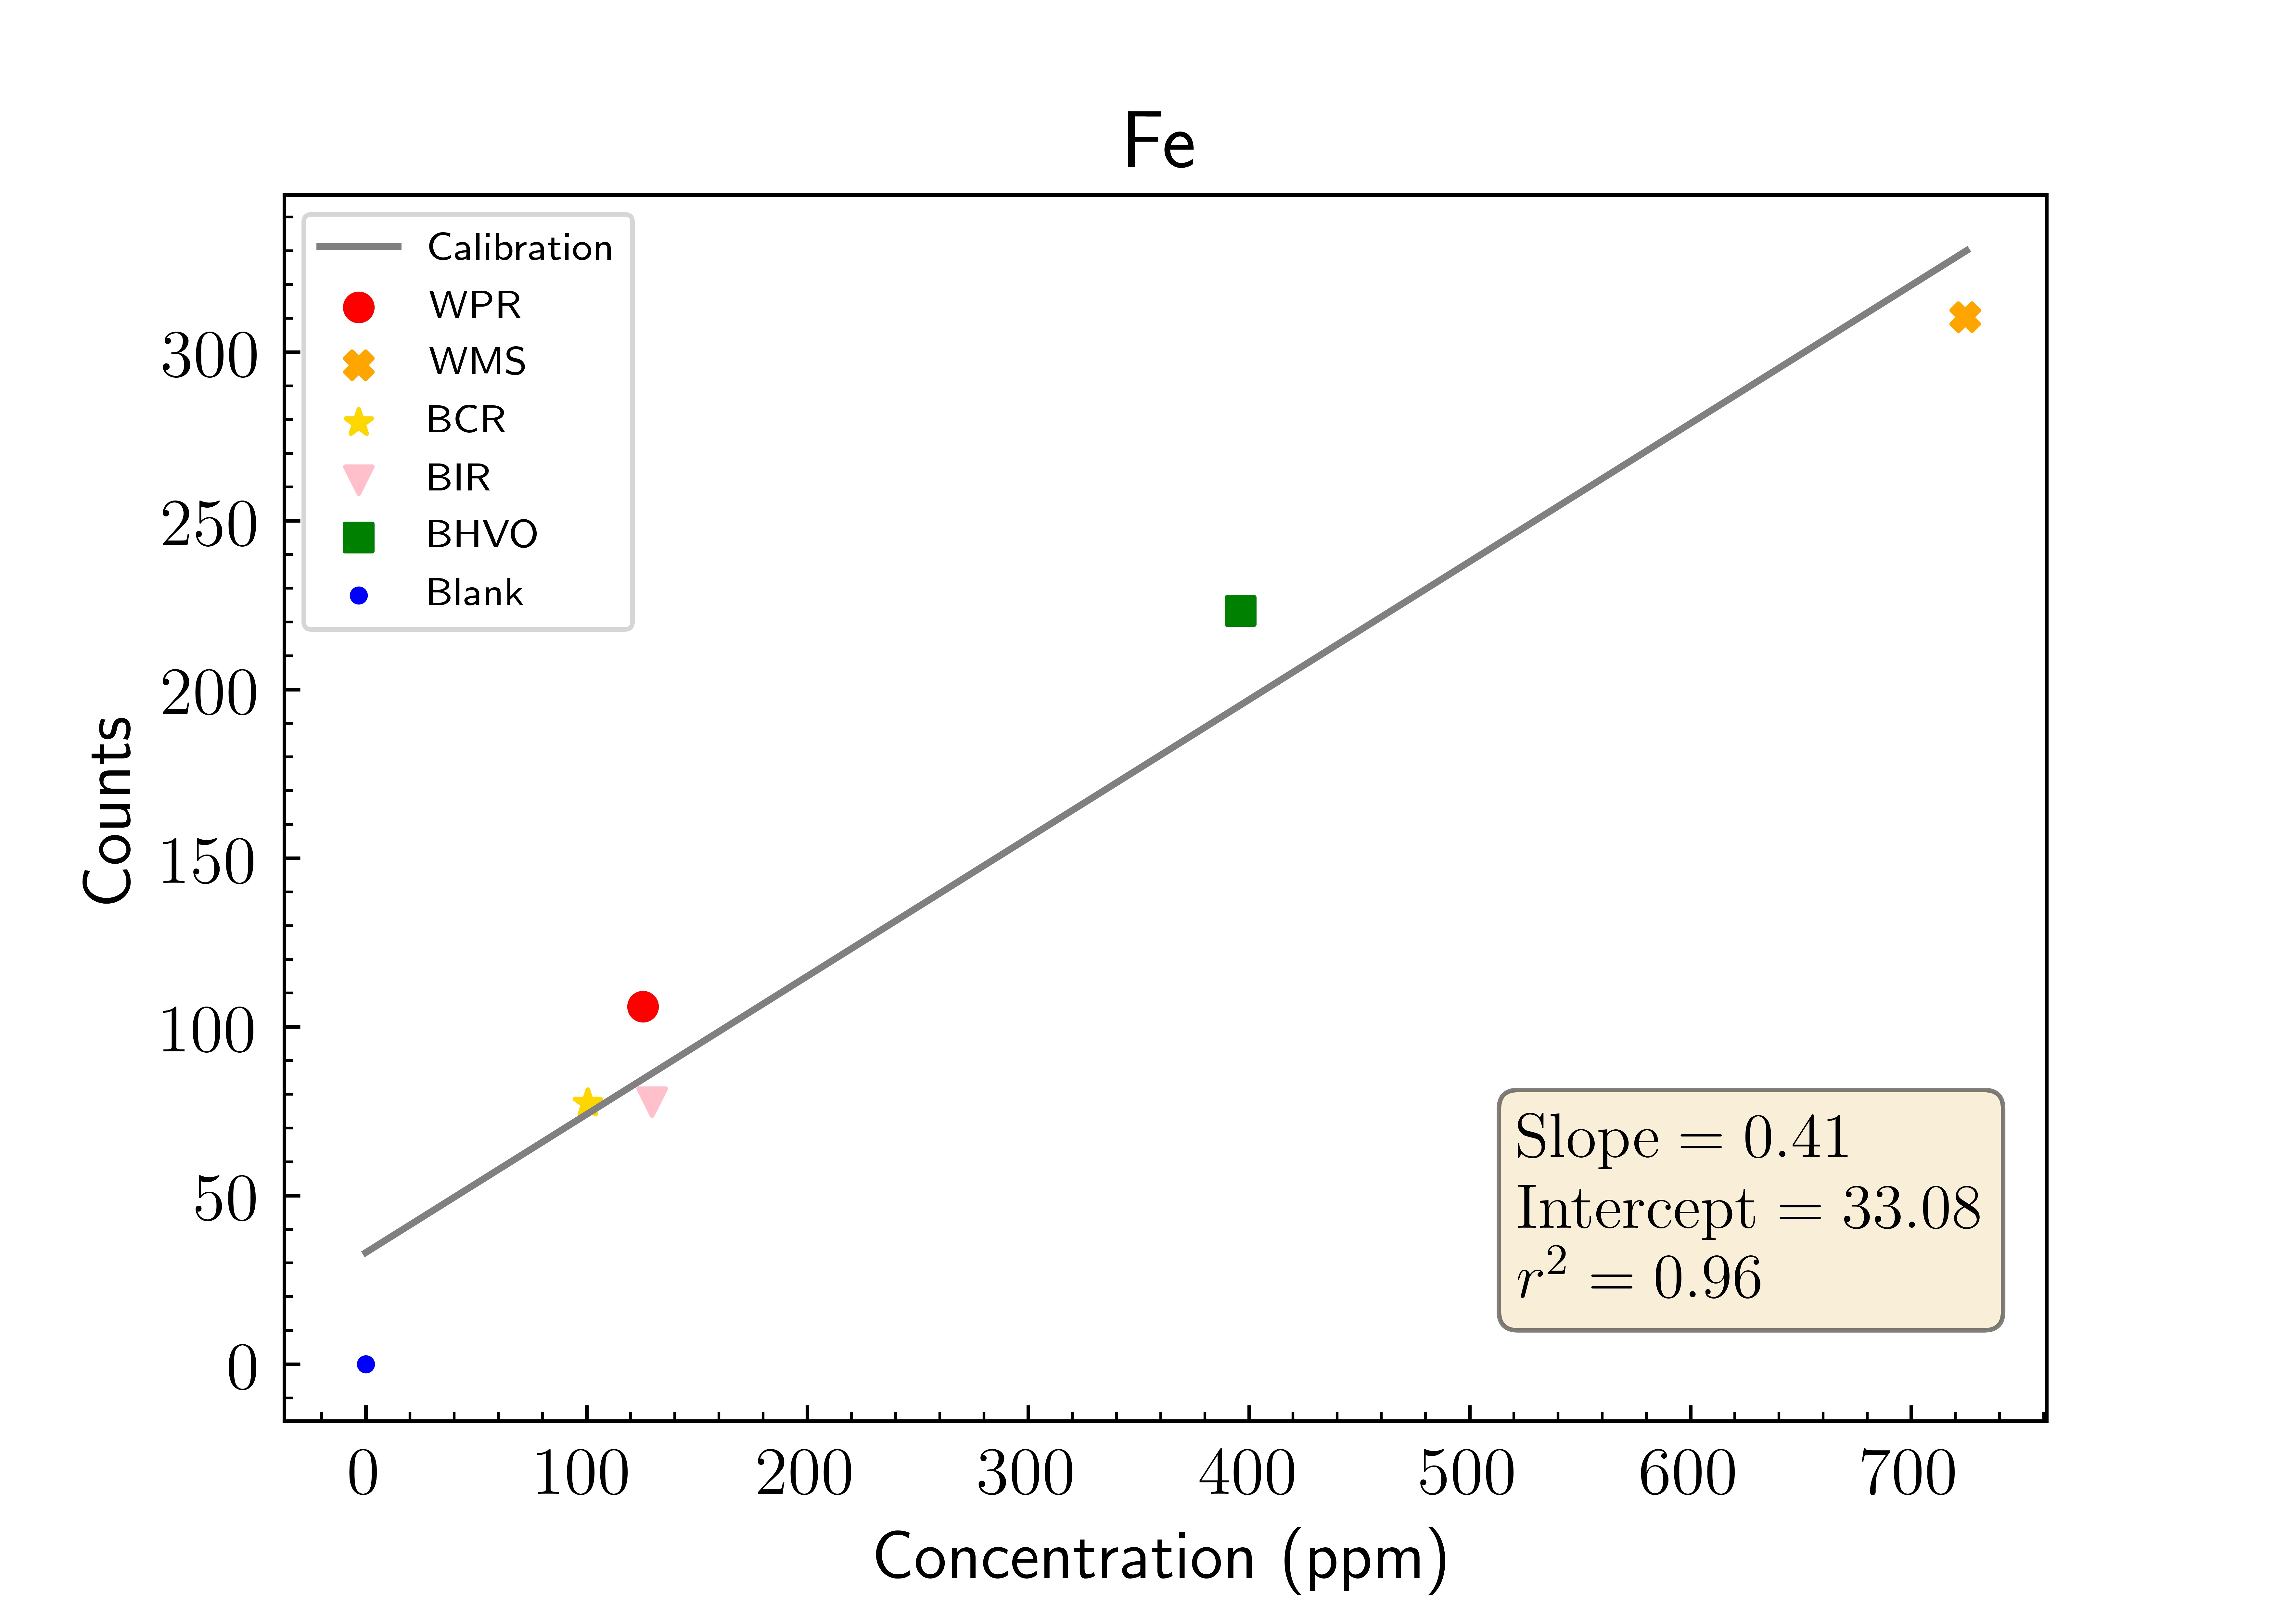 Fe
Calibration
WPR
WMS
BCR
BIR
BHVO
Blank
300
250
200
150
100
50
0
Counts
Slope = 0.41
Intercept = 33.08
r² = 0.96
0 100 200 300 400 500 600 700
Concentration (ppm)